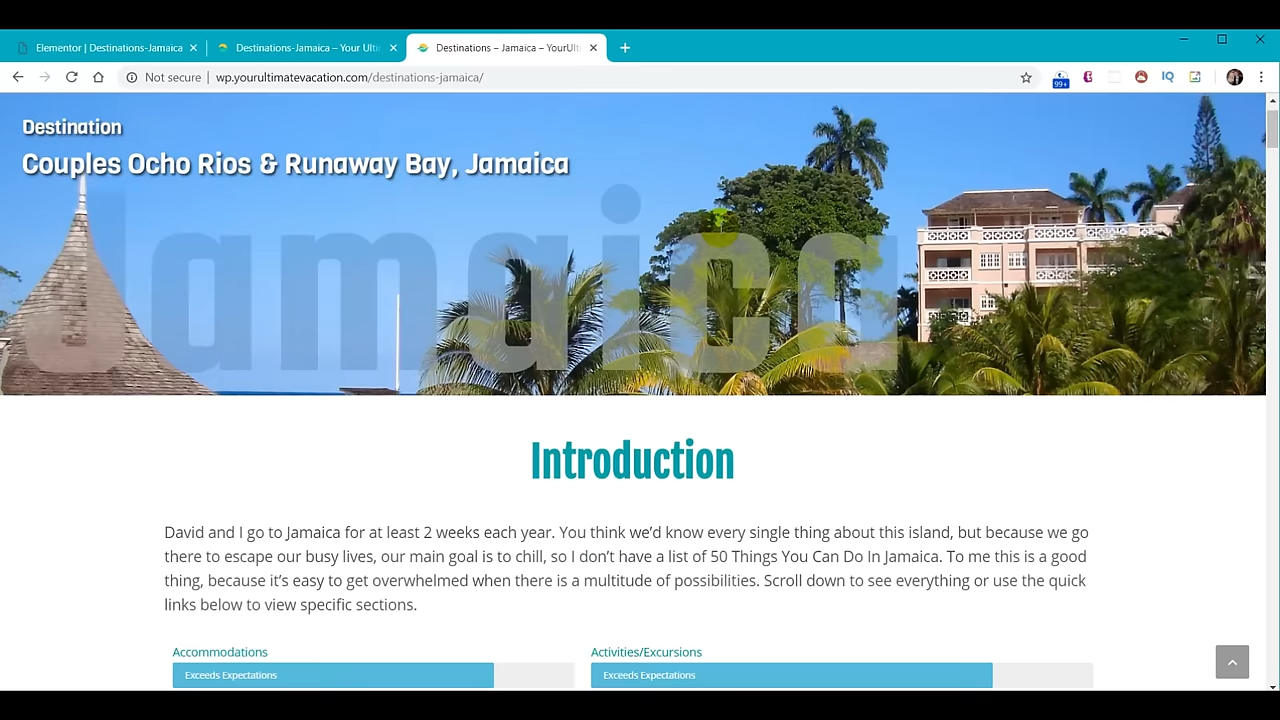 Elementor | Destinations-Jamaica
Destinations-Jamaica – Your Ulti
Destinations – Jamaica – YourUlt
Not secure | wp.yourultimatevacation.com/destinations-jamaica/
99+
IQ
Destination
Couples Ocho Rios & Runaway Bay, Jamaica
Jamaica
Introduction
David and I go to Jamaica for at least 2 weeks each year. You think we’d know every single thing about this island, but because we go
there to escape our busy lives, our main goal is to chill, so I don’t have a list of 50 Things You Can Do In Jamaica. To me this is a good
thing, because it’s easy to get overwhelmed when there is a multitude of possibilities. Scroll down to see everything or use the quick
links below to view specific sections.
Accommodations
Exceeds Expectations
Activities/Excursions
Exceeds Expectations